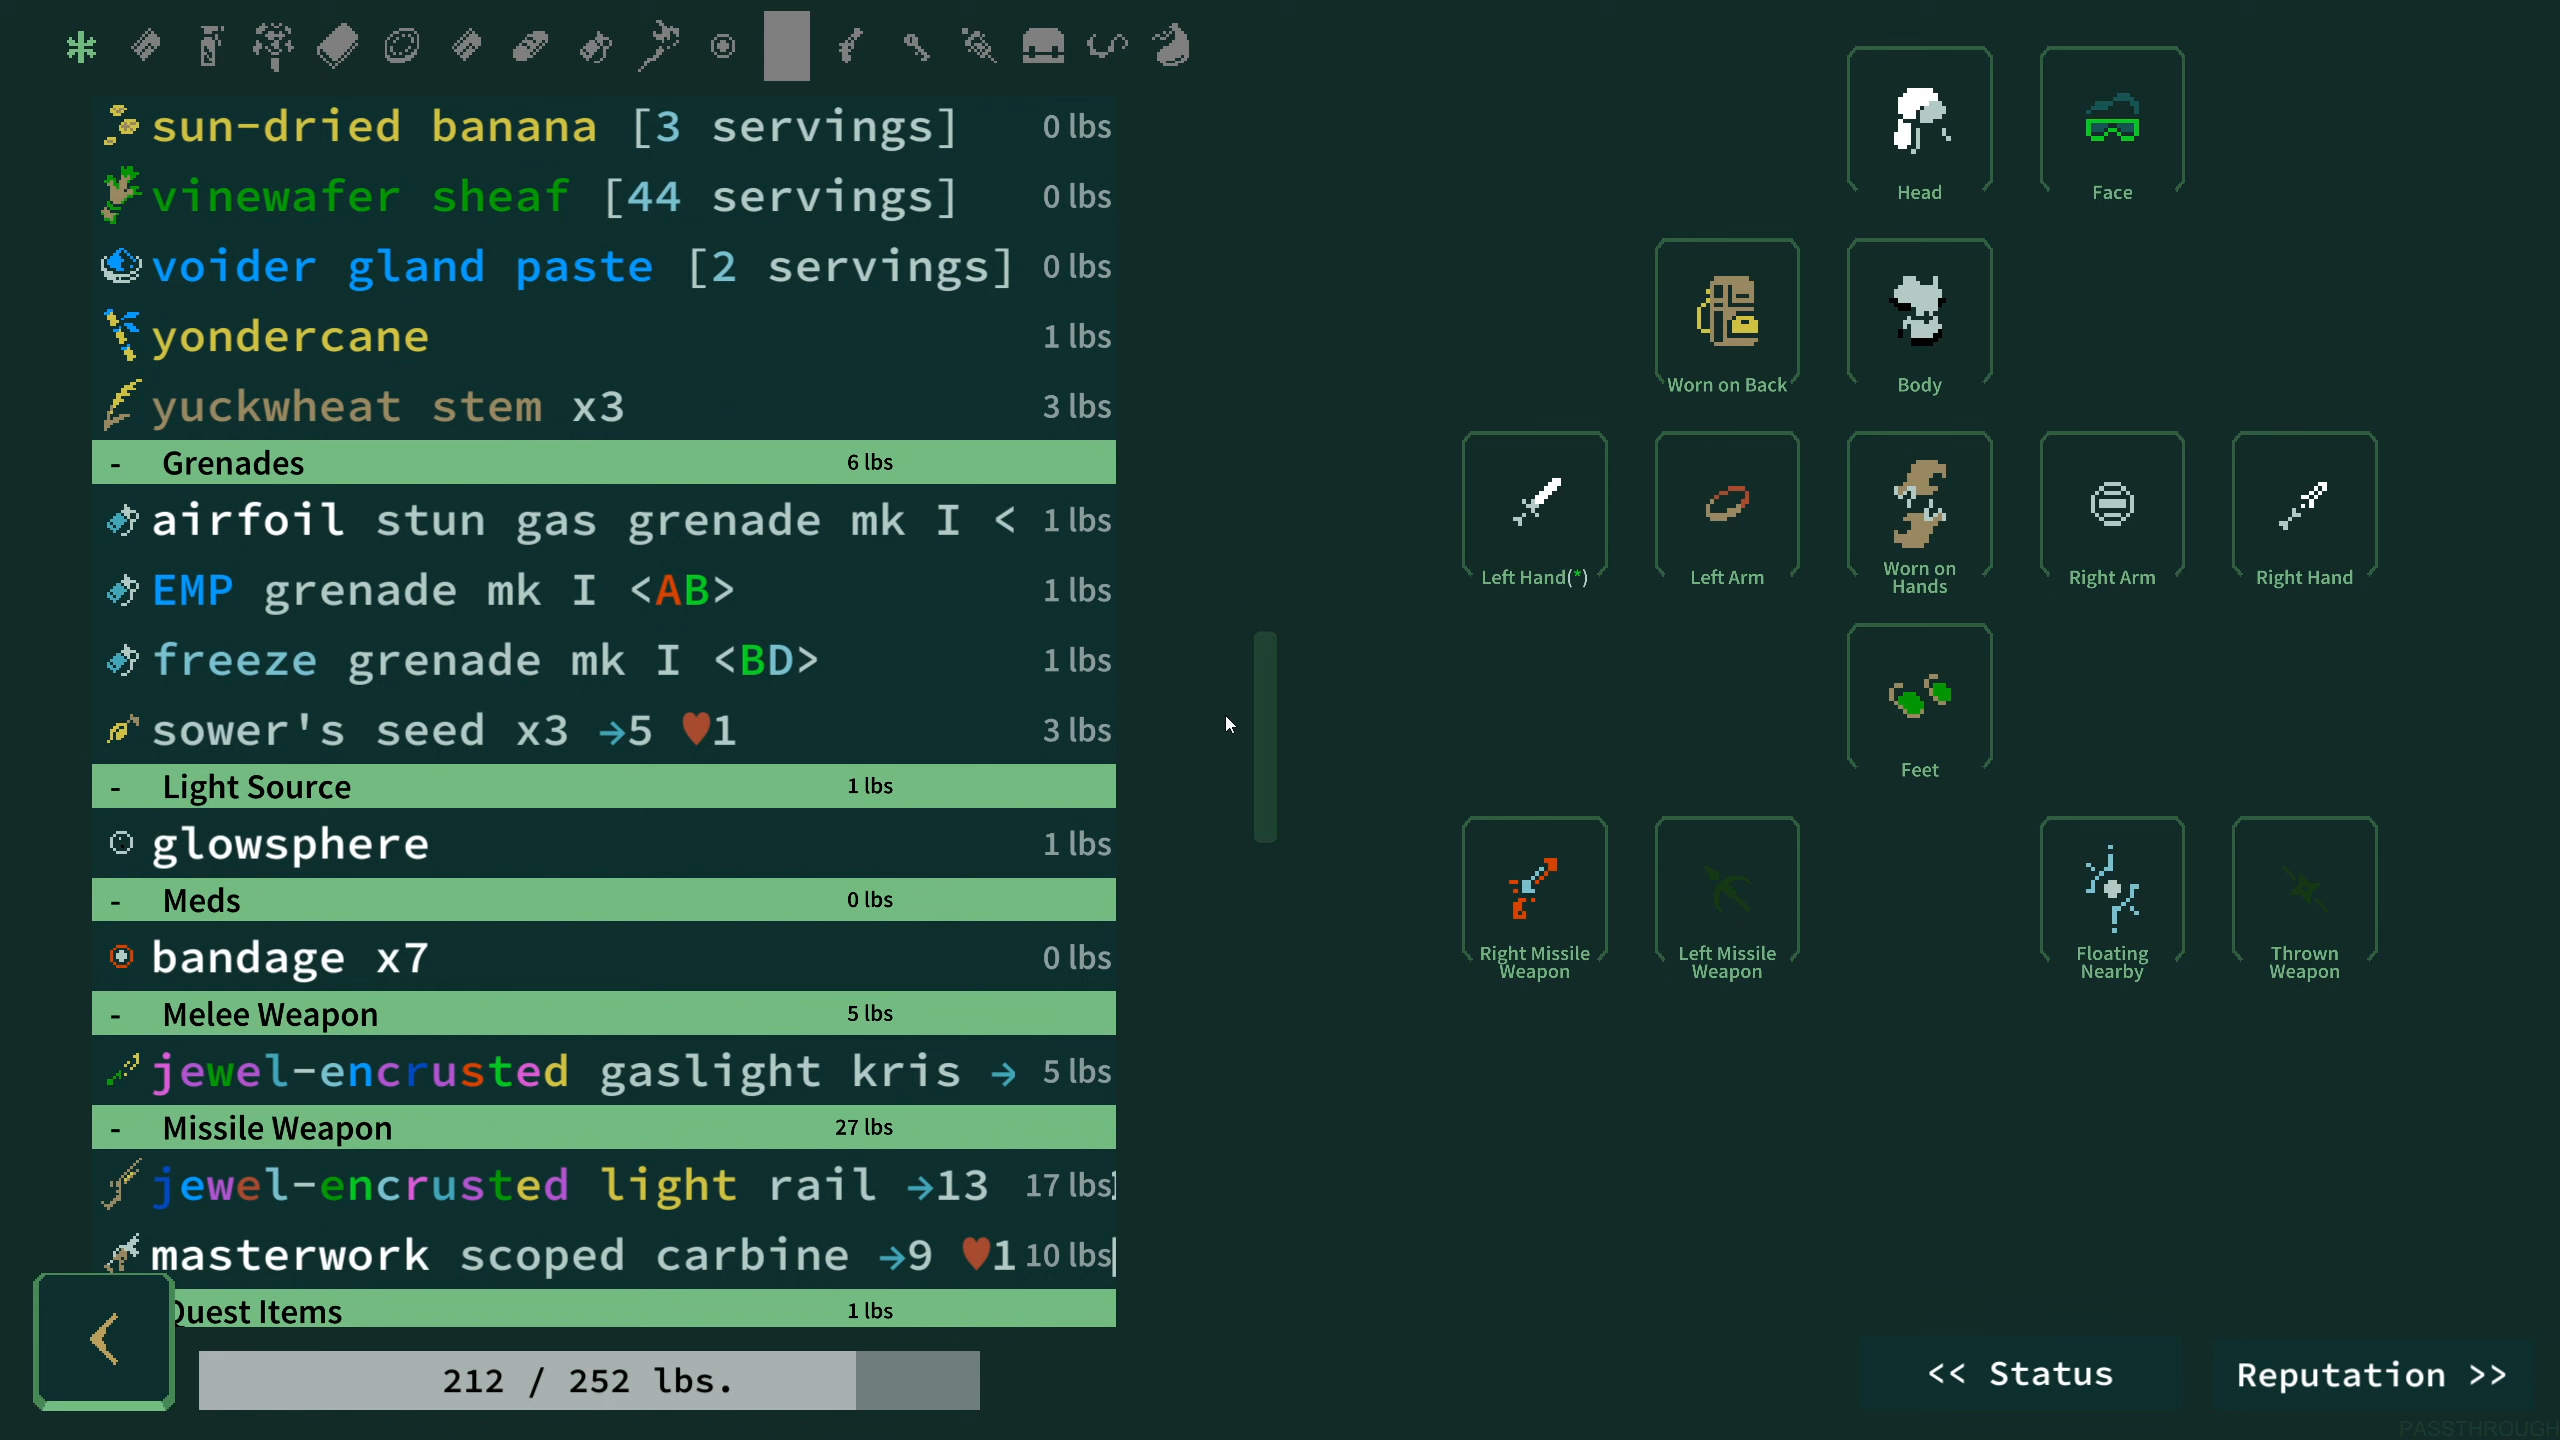 sun-dried banana [3 servings] 0 lbs
vinewafer sheaf [44 servings] 0 lbs
voider gland paste [2 servings] 0 lbs
yondercane 1 lbs
yuckwheat stem x3 3 lbs
- Grenades 6 lbs
airfoil stun gas grenade mk I < 1 lbs
EMP grenade mk I <AB> 1 lbs
freeze grenade mk I <BD> 1 lbs
sower's seed x3 →5 ♥1 3 lbs
- Light Source 1 lbs
glowsphere 1 lbs
- Meds 0 lbs
bandage x7 0 lbs
- Melee Weapon 5 lbs
jewel-encrusted gaslight kris → 5 lbs
- Missile Weapon 27 lbs
jewel-encrusted light rail →13 17 lbs
masterwork scoped carbine →9 ♥1 10 lbs
Quest Items 1 lbs
212 / 252 lbs.
Head
Face
Worn on Back
Body
Left Hand(*)
Left Arm
Worn on
Hands
Right Arm
Right Hand
Feet
Right Missile
Weapon
Left Missile
Weapon
Floating
Nearby
Thrown
Weapon
<< Status
Reputation >>
PASSTHROUGH